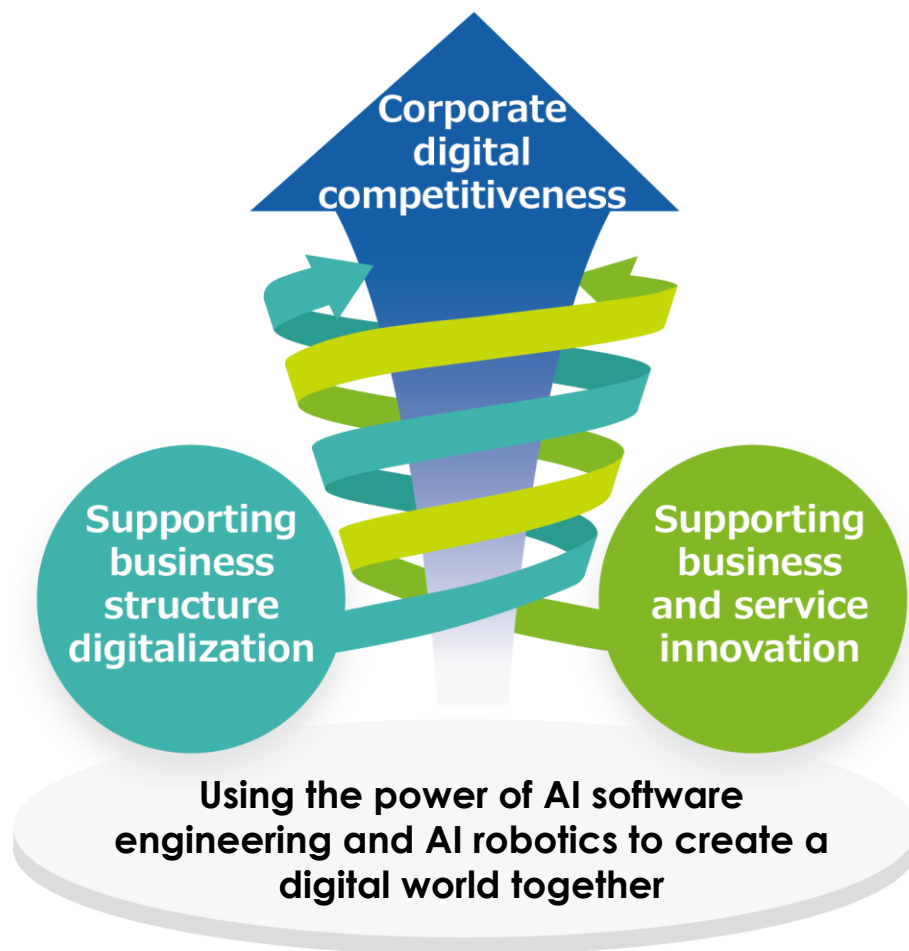 Corporate
digital
competitiveness
Supporting
business
structure
digitalization
Supporting
business
and service
innovation
Using the power of AI software
engineering and AI robotics to create a
digital world together